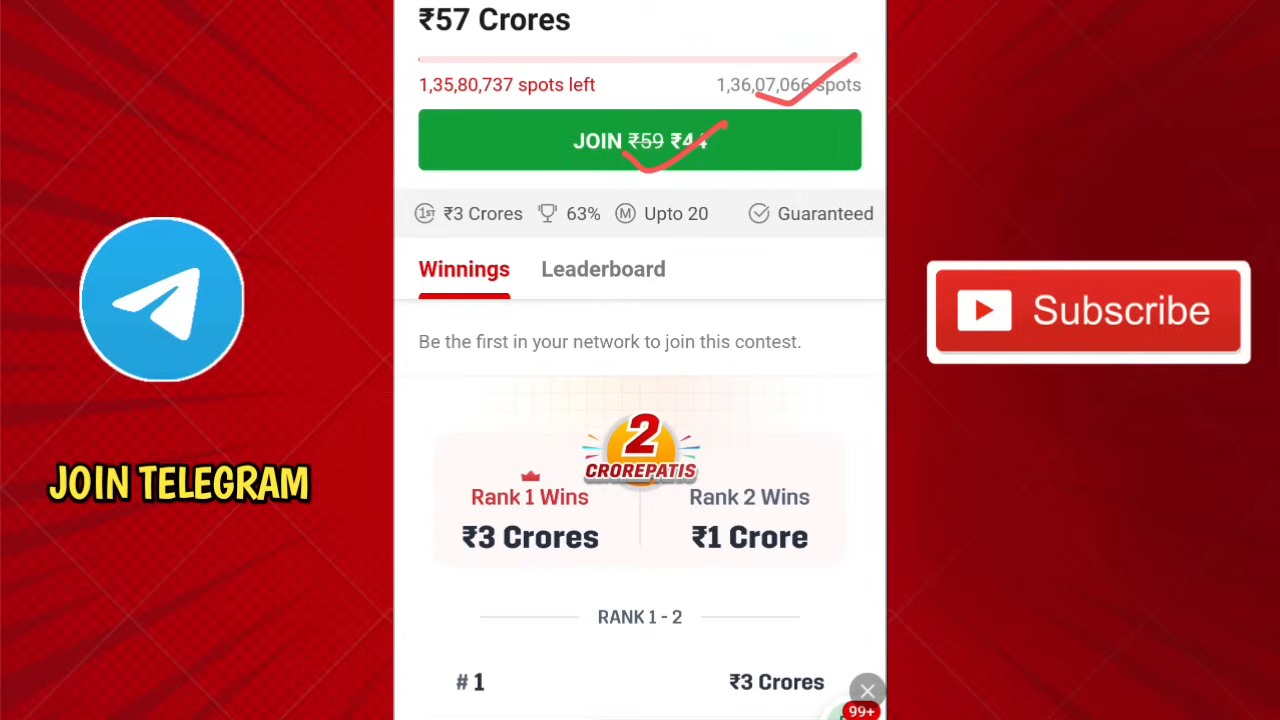 ₹57 Crores
1,35,80,737 spots left 1,36,07,066 spots
JOIN ₹59 ₹44
1ST ₹3 Crores 63% M Upto 20 Guaranteed
Winnings Leaderboard
Be the first in your network to join this contest.
2
CROREPATIS
Rank 1 Wins Rank 2 Wins
₹3 Crores ₹1 Crore
RANK 1 - 2
# 1 ₹3 Crores
99+
JOIN TELEGRAM
Subscribe